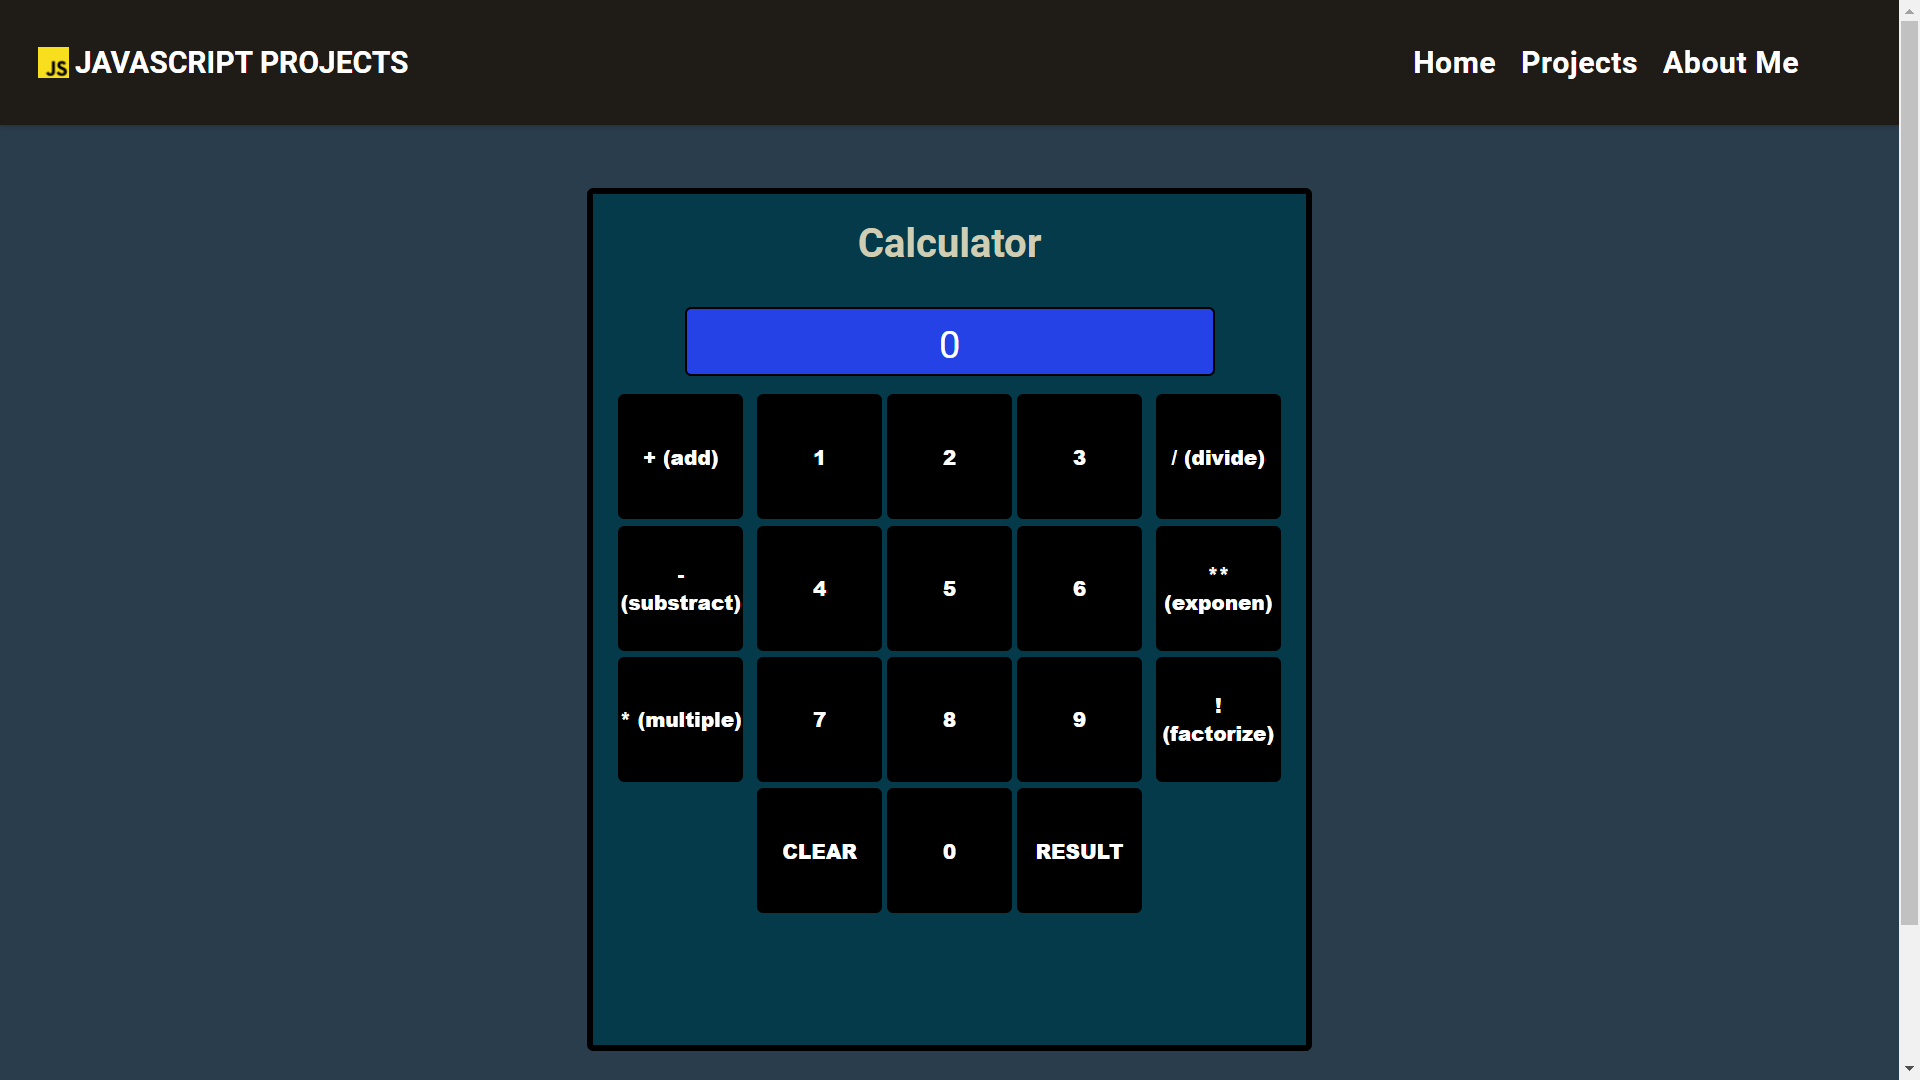 JS JAVASCRIPT PROJECTS
Home Projects About Me
Calculator
0
+ (add) 1 2 3 / (divide)
-
(substract) 4 5 6 **
(exponen)
* (multiple) 7 8 9 !
(factorize)
CLEAR 0 RESULT